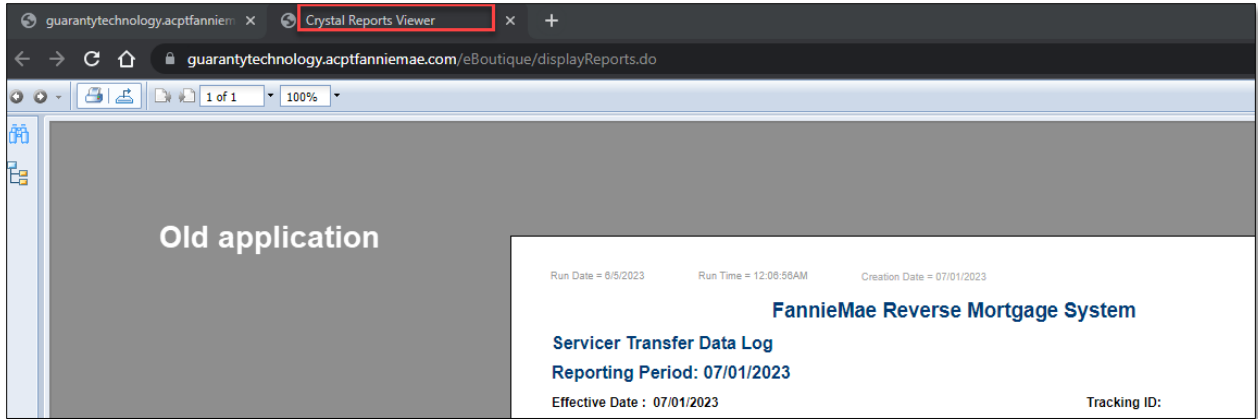 guarantytechnology.acptfanniem
Crystal Reports Viewer
guarantytechnology.acptfanniemae.com/eBoutique/displayReports.do
1 of 1 100%
Old application
Run Date = 6/5/2023 Run Time = 12:06:56AM Creation Date = 07/01/2023
FannieMae Reverse Mortgage System
Servicer Transfer Data Log
Reporting Period: 07/01/2023
Effective Date : 07/01/2023 Tracking ID: